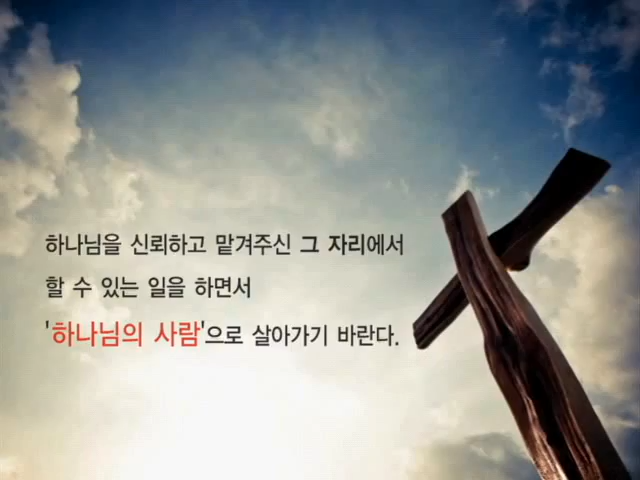 하나님을 신뢰하고 맡겨주신 그 자리에서
할 수 있는 일을 하면서
'하나님의 사람'으로 살아가기 바란다.